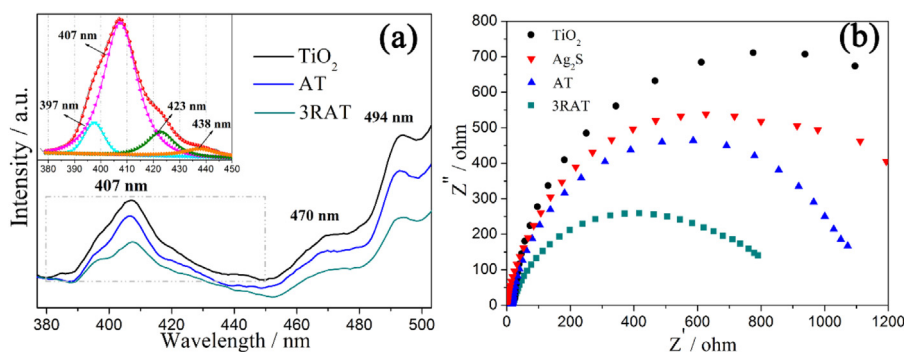 (a)
407 nm
397 nm
423 nm
438 nm
380 390 400 410 420 430 440 450
TiO₂
AT
3RAT
494 nm
470 nm
407 nm
Intensity / a.u.
380 400 420 440 460 480 500
Wavelength / nm
(b)
TiO₂
Ag₂S
AT
3RAT
800
700
600
500
400
300
200
100
0
Z'' / ohm
0 200 400 600 800 1000 1200
Z' / ohm